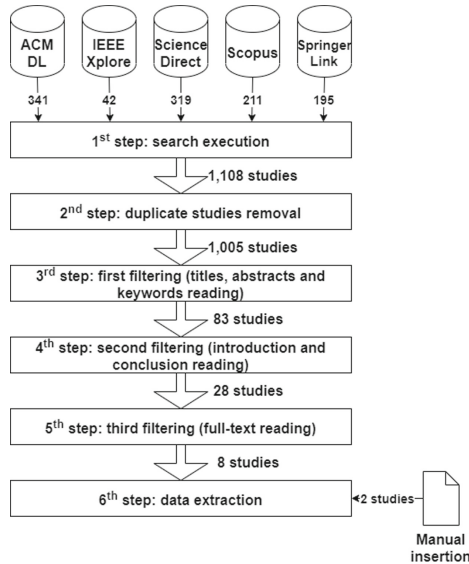 ACM
DL
IEEE
Xplore
Science
Direct
Scopus
Springer
Link
341
42
319
211
195
1st step: search execution
1,108 studies
2nd step: duplicate studies removal
1,005 studies
3rd step: first filtering (titles, abstracts and
keywords reading)
83 studies
4th step: second filtering (introduction and
conclusion reading)
28 studies
5th step: third filtering (full-text reading)
8 studies
6th step: data extraction
2 studies
Manual
insertion